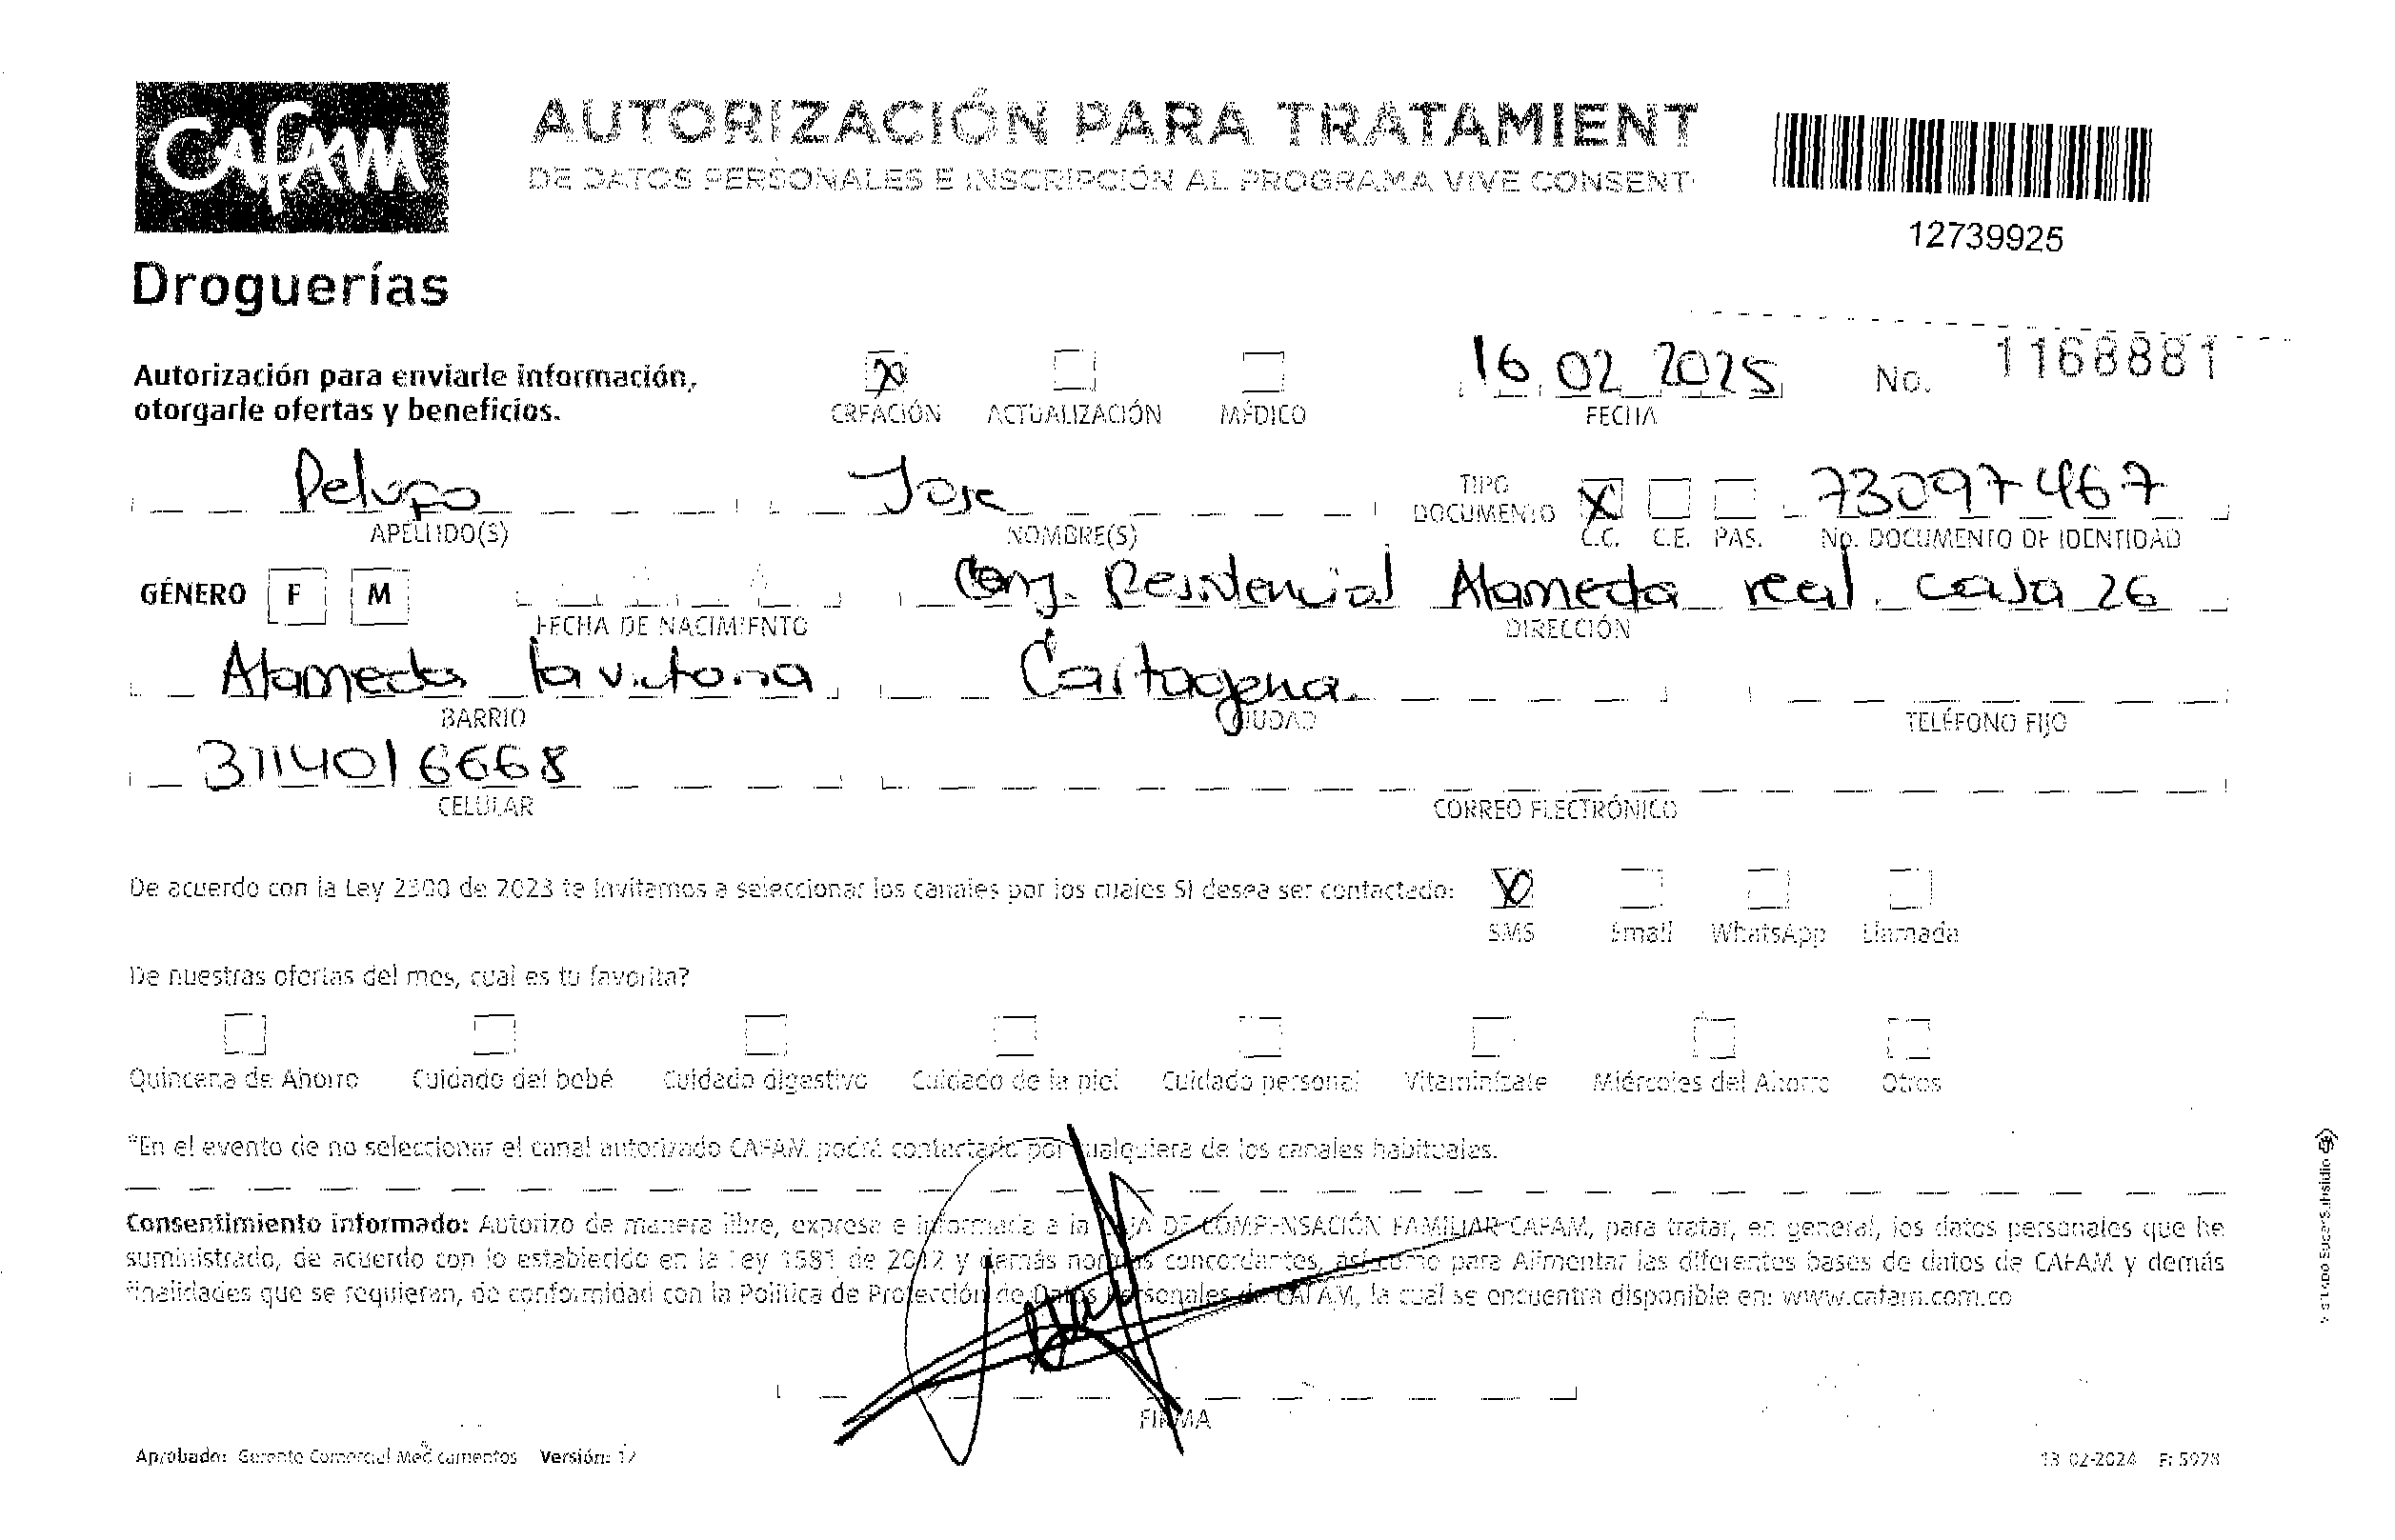 CAfAM
Droguerías
AUTORIZACIÓN PARA TRATAMIENT
DE DATOS PERSONALES E INSCRIPCIÓN AL PROGRAMA VIVE CONSENT
12739925
Autorización para enviarle información,
otorgarle ofertas y beneficios.
CREACIÓN ACTUALIZACIÓN MÉDICO
16 02 2025
FECHA
No. 1168881
Pelufo Jose
APELLIDO(S) NOMBRE(S)
TIPO
DOCUMENTO
X 73097467
C.C. C.E. PAS. No. DOCUMENTO DE IDENTIDAD
GÉNERO F M
FECHA DE NACIMIENTO
Conj. Residencial Alameda real. casa 26
DIRECCIÓN
Alameda la victoria Cartagena.
BARRIO CIUDAD TELÉFONO FIJO
3114016668
CELULAR CORREO ELECTRÓNICO
De acuerdo con la Ley 2300 de 2023 te invitamos a seleccionar los canales por los cuales SI desea ser contactado:
SMS Email WhatsApp Llamada
De nuestras ofertas del mes, cual es tu favorita?
Quincena de Ahorro Cuidado del bebé Cuidado digestivo Cuidado de la piel Cuidado personal Vitaminízate Miércoles del Ahorro Otros
*En el evento de no seleccionar el canal autorizado CAFAM podrá contactarlo por cualquiera de los canales habituales.
Consentimiento informado: Autorizo de manera libre, expresa e informada a la CAJA DE COMPENSACIÓN FAMILIAR CAFAM, para tratar, en general, los datos personales que he
suministrado, de acuerdo con lo establecido en la Ley 1581 de 2012 y demás normas concordantes, así como para Alimentar las diferentes bases de datos de CAFAM y demás
finalidades que se requieran, de conformidad con la Política de Protección de Datos Personales de CAFAM, la cual se encuentra disponible en: www.cafam.com.co
FIRMA
Aprobado: Gerente Comercial Medicamentos Versión: 12
13-02-2024 F: 5978